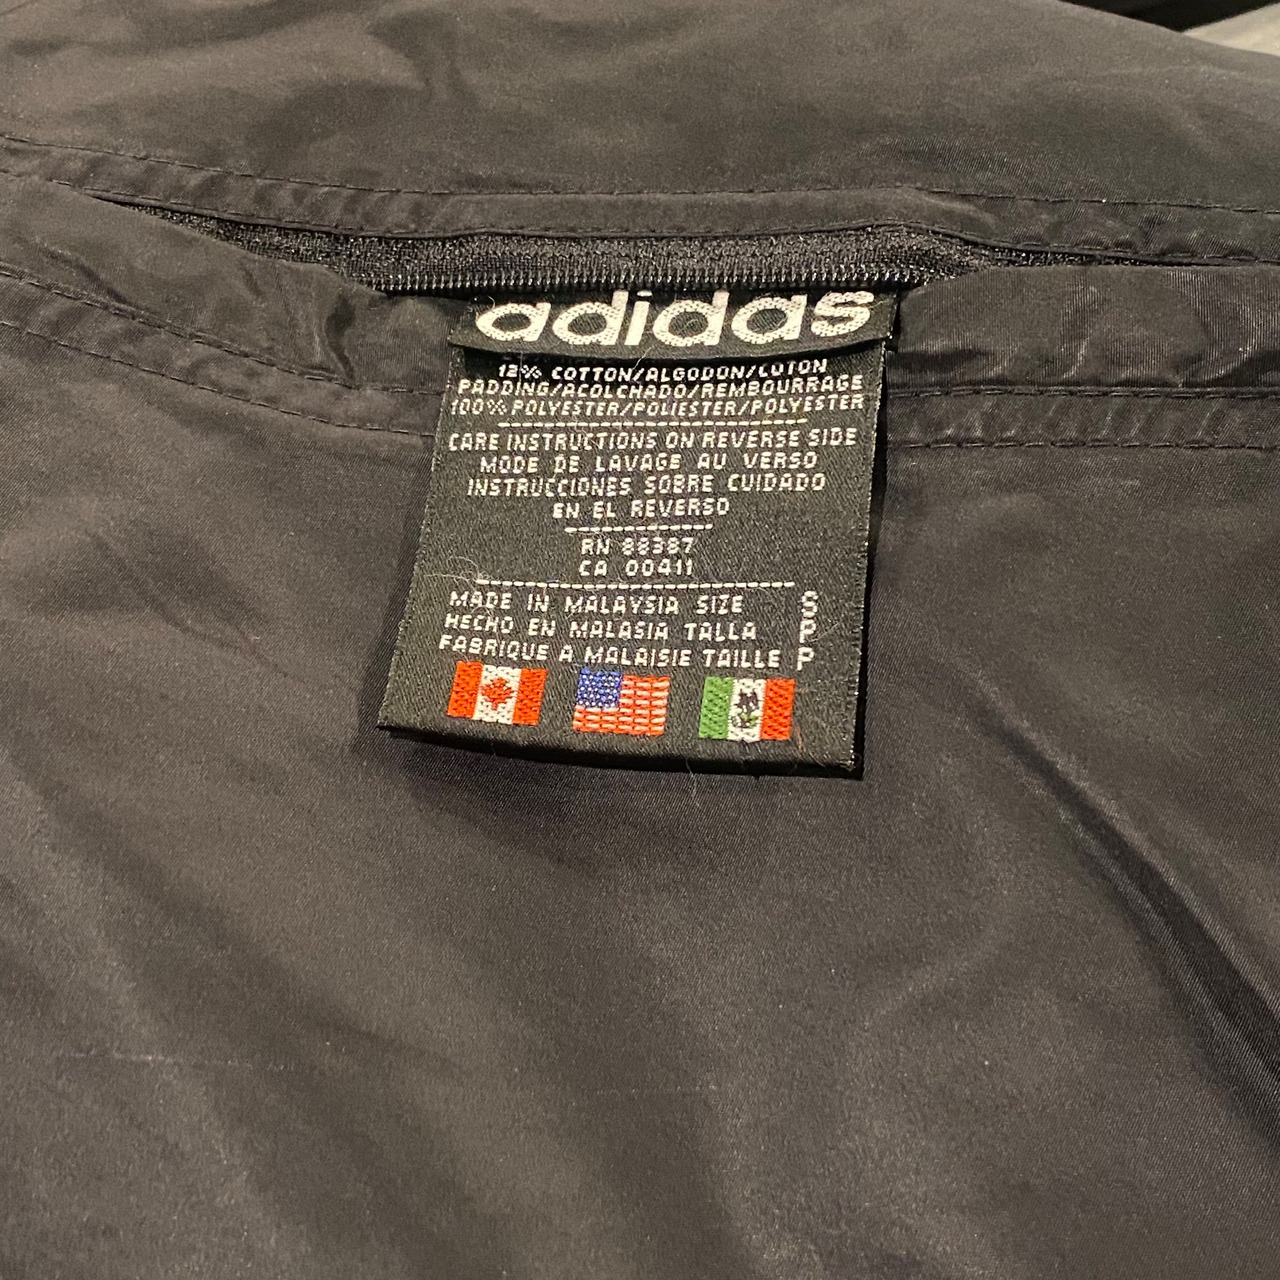 adidas
12% COTTON/ALGODON/COTON
PADDING/ACOLCHADO/REMBOURRAGE
100% POLYESTER/POLIESTER/POLYESTER
CARE INSTRUCTIONS ON REVERSE SIDE
MODE DE LAVAGE AU VERSO
INSTRUCCIONES SOBRE CUIDADO
EN EL REVERSO
RN 88387
CA 00411
MADE IN MALAYSIA SIZE S
HECHO EN MALASIA TALLA P
FABRIQUE A MALAISIE TAILLE P